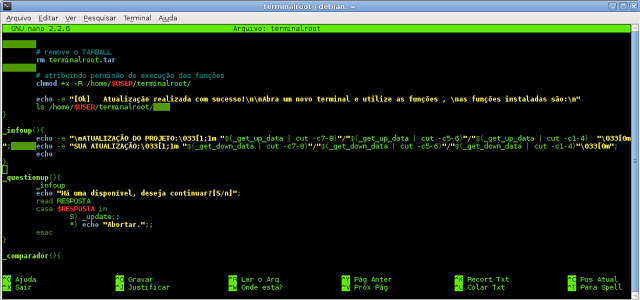 terminalroot@debian: ~
Arquivo Editar Ver Pesquisar Terminal Ajuda
GNU nano 2.2.6 Arquivo: terminalroot
# remove o TARBALL
rm terminalroot.tar
# atribuindo permissão de execução das funções
chmod +x -R /home/$USER/terminalroot/
echo -e "[Ok] Atualização realizada com sucesso!\n\nAbra um novo terminal e utilize as funções , \nas funções instaladas são:\n"
ls /home/$USER/terminalroot/
}
_infoup(){
echo -e "\nATUALIZAÇÃO DO PROJETO:\033[1;1m "$(_get_up_data | cut -c7-8)"/"$(_get_up_data | cut -c5-6)"/"$(_get_up_data | cut -c1-4) "\033[0m
"; echo -e "SUA ATUALIZAÇÃO:\033[1;1m "$(_get_down_data | cut -c7-8)"/"$(_get_down_data | cut -c5-6)"/"$(_get_down_data | cut -c1-4)"\033[0m";
echo
}
_questionup(){
_infoup
echo "Há uma disponível, deseja continuar?[S/n]";
read RESPOSTA
case $RESPOSTA in
S) _update;;
*) echo "Abortar.";;
esac
}
_comparador(){
^G Ajuda ^O Gravar ^R Ler o Arq ^Y Pág Anter ^K Recort Txt ^C Pos Atual
^X Sair ^J Justificar ^W Onde está? ^V Próx Pág ^U Colar Txt ^T Para Spell